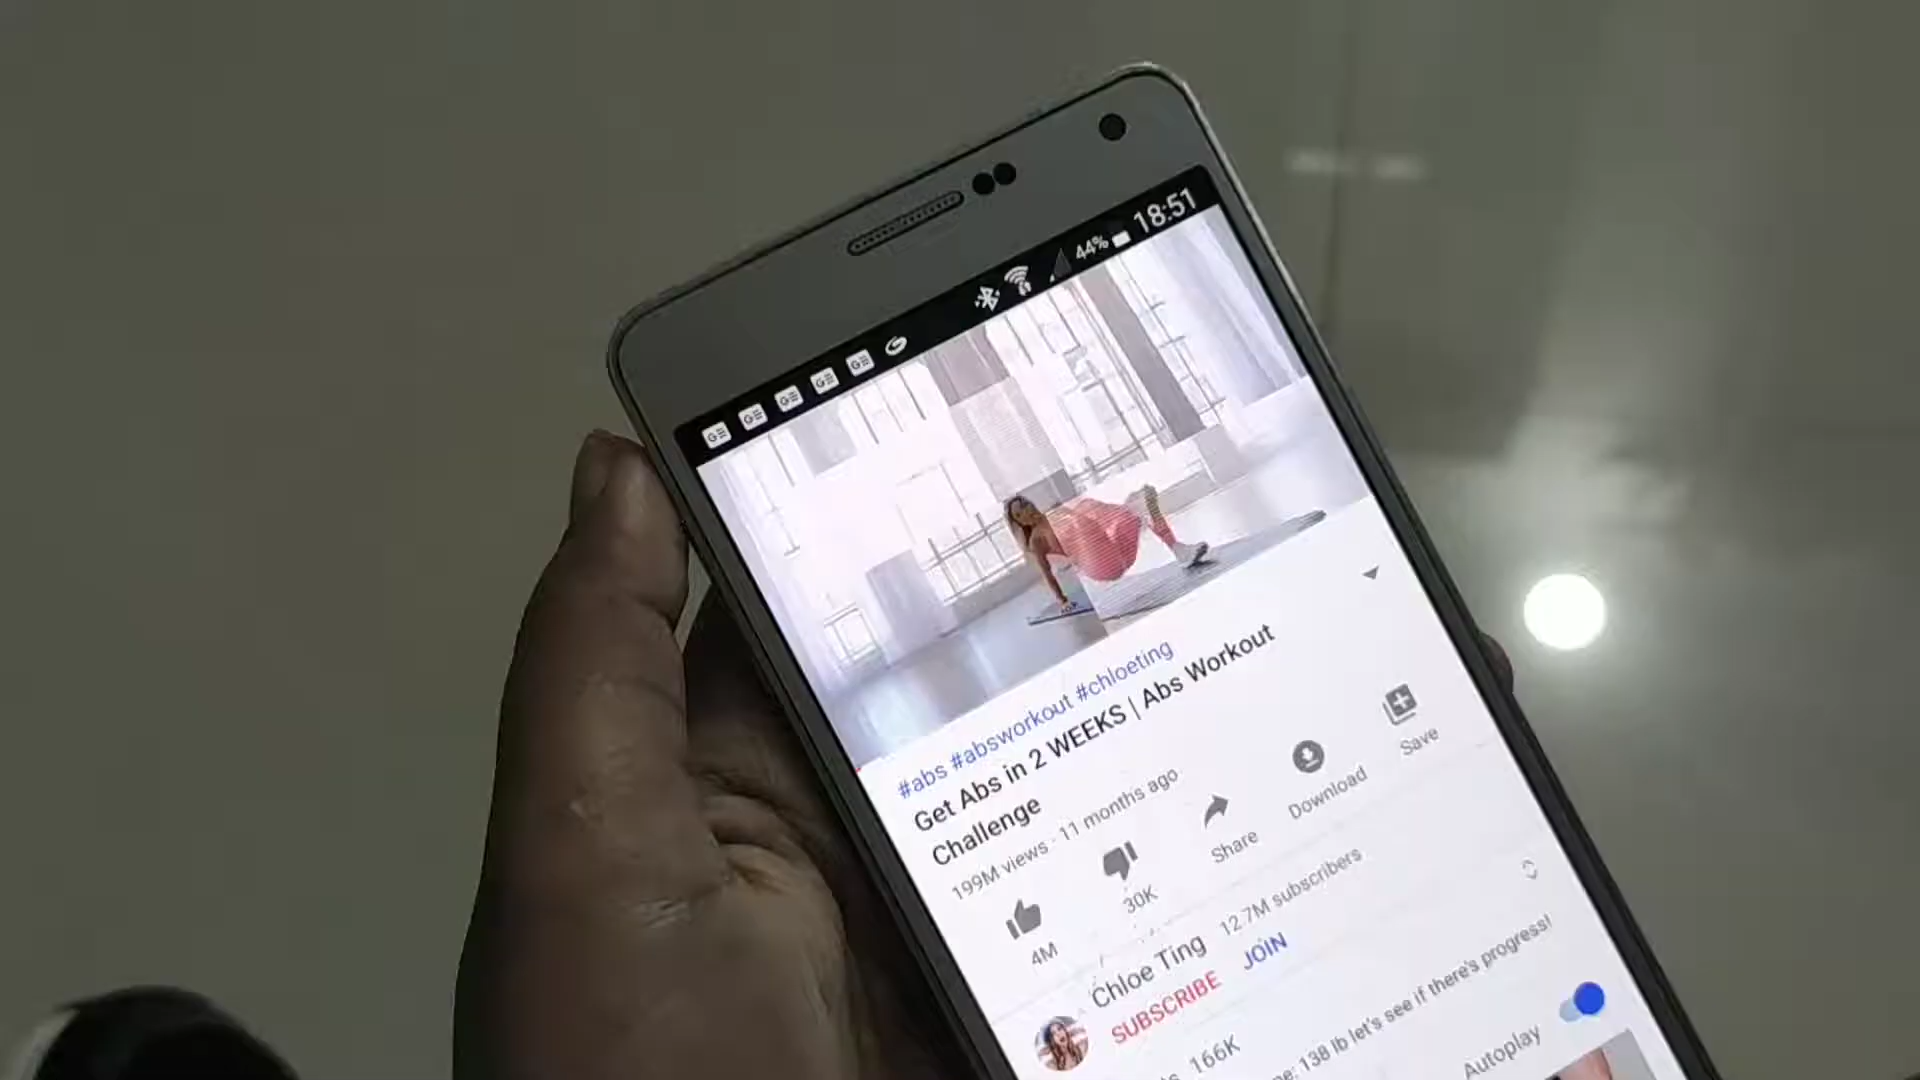 44% 18:51
#abs #absworkout #chloeting
Get Abs in 2 WEEKS | Abs Workout
Challenge
199M views · 11 months ago
4M
30K
Share
Download
Save
Chloe Ting 12.7M subscribers
SUBSCRIBE JOIN
166K
138 lb let's see if there's progress!
Autoplay